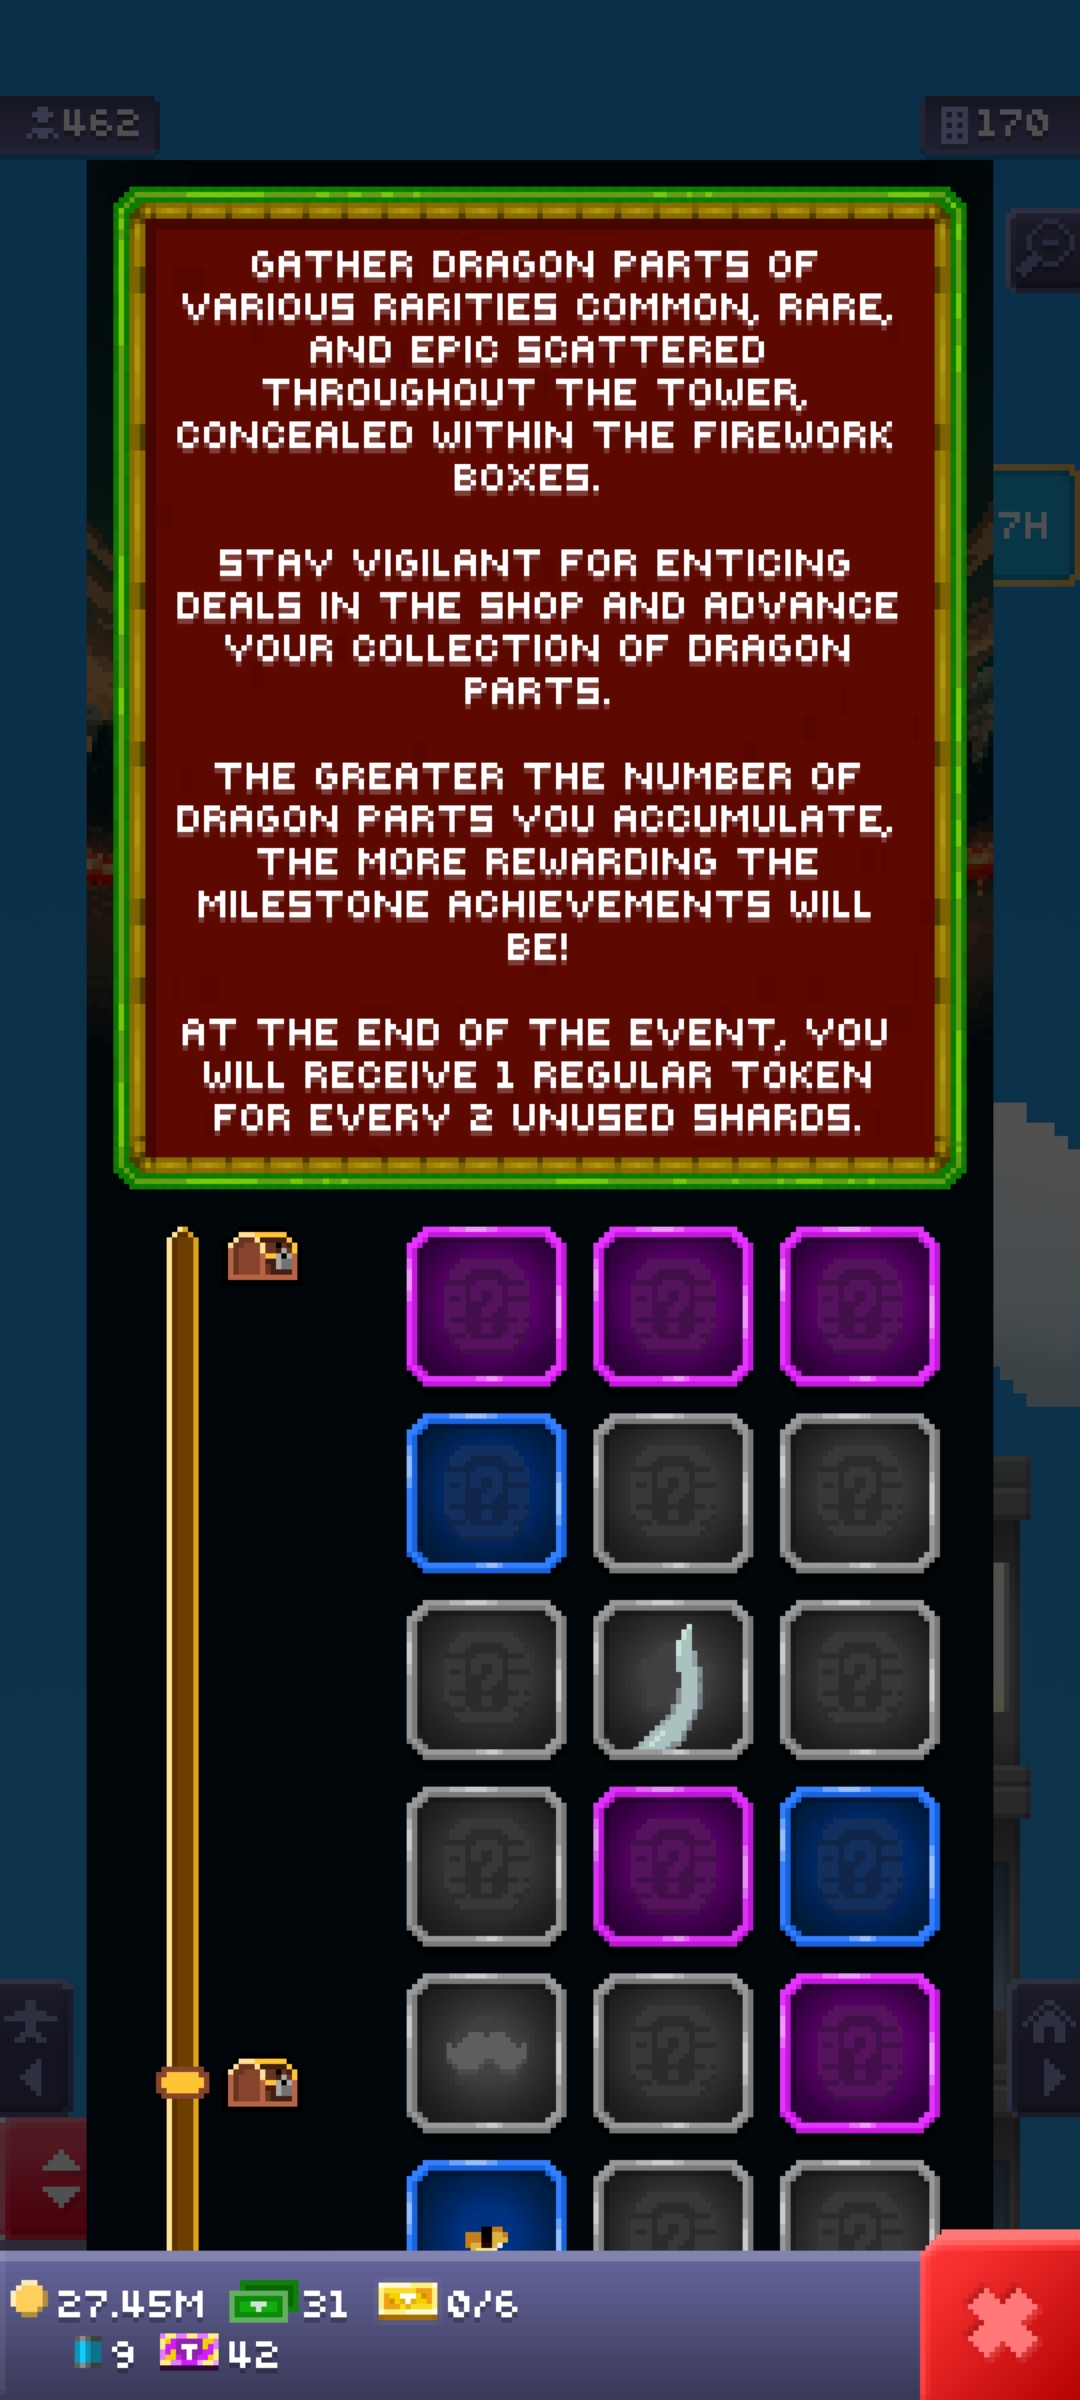 462
170
GATHER DRAGON PARTS OF
VARIOUS RARITIES COMMON, RARE,
AND EPIC SCATTERED
THROUGHOUT THE TOWER,
CONCEALED WITHIN THE FIREWORK
BOXES.
7H
STAY VIGILANT FOR ENTICING
DEALS IN THE SHOP AND ADVANCE
YOUR COLLECTION OF DRAGON
PARTS.
THE GREATER THE NUMBER OF
DRAGON PARTS YOU ACCUMULATE,
THE MORE REWARDING THE
MILESTONE ACHIEVEMENTS WILL
BE!
AT THE END OF THE EVENT, YOU
WILL RECEIVE 1 REGULAR TOKEN
FOR EVERY 2 UNUSED SHARDS.
? ? ?
? ? ?
? ?
? ? ?
? ?
? ?
27.45M 31 0/6
9 T 42